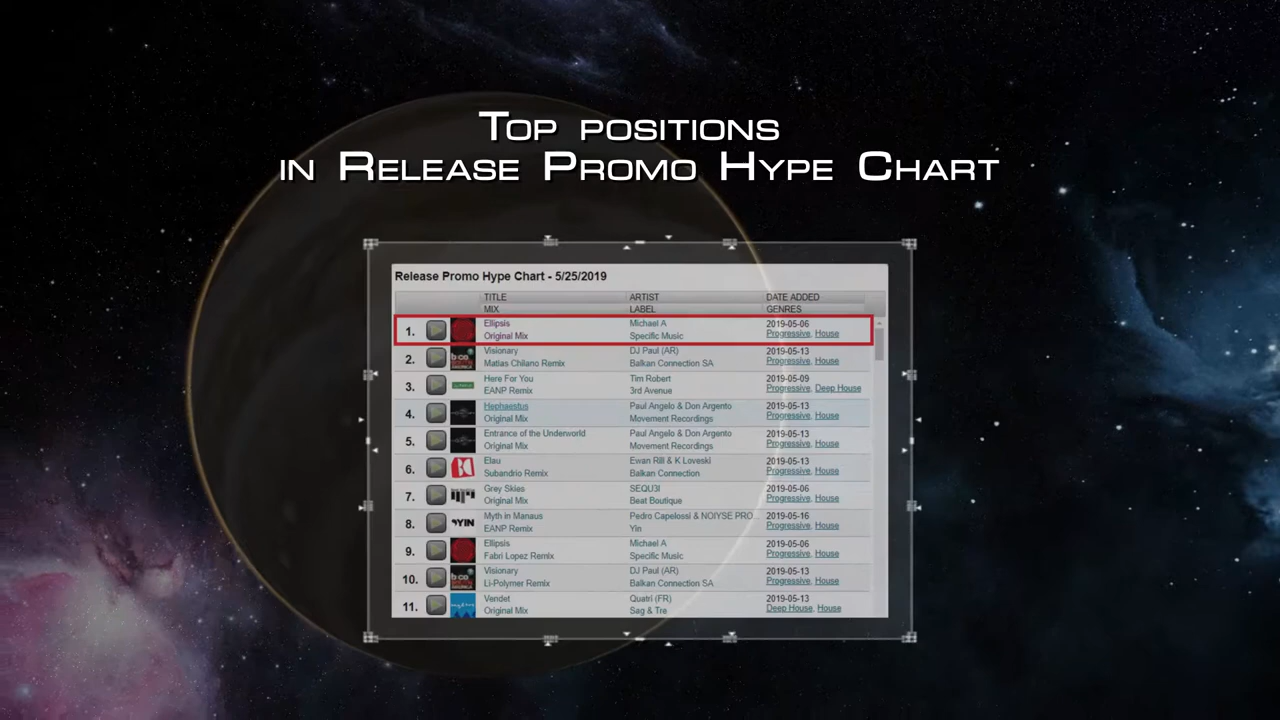 Top positions
in Release Promo Hype Chart
Release Promo Hype Chart - 5/25/2019
TITLE ARTIST DATE ADDED
MIX LABEL GENRES
1. Ellipsis Michael A 2019-05-06
Original Mix Specific Music Progressive, House
2. Visionary DJ Paul (AR) 2019-05-13
Matias Chilano Remix Balkan Connection SA Progressive, House
3. Here For You Tim Robert 2019-05-09
EANP Remix 3rd Avenue Progressive, Deep House
4. Hephaestus Paul Angelo & Don Argento 2019-05-13
Original Mix Movement Recordings Progressive, House
5. Entrance of the Underworld Paul Angelo & Don Argento 2019-05-13
Original Mix Movement Recordings Progressive, House
6. Elau Ewan Rill & K Loveski 2019-05-13
Subandrio Remix Balkan Connection Progressive, House
7. Grey Skies SEQU3l 2019-05-06
Original Mix Beat Boutique Progressive, House
8. YIN Myth in Manaus Pedro Capelossi & NOIYSE PRO... 2019-05-16
EANP Remix Yin Progressive, House
9. Ellipsis Michael A 2019-05-06
Fabri Lopez Remix Specific Music Progressive, House
10. Visionary DJ Paul (AR) 2019-05-13
Li-Polymer Remix Balkan Connection SA Progressive, House
11. Vendet Quatri (FR) 2019-05-13
Original Mix Sag & Tre Deep House, House